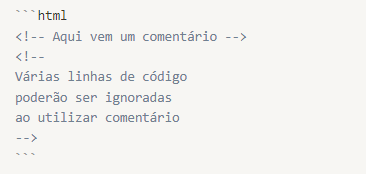 ```html
<!-- Aqui vem um comentário -->
<!--
Várias linhas de código
poderão ser ignoradas
ao utilizar comentário
-->
```